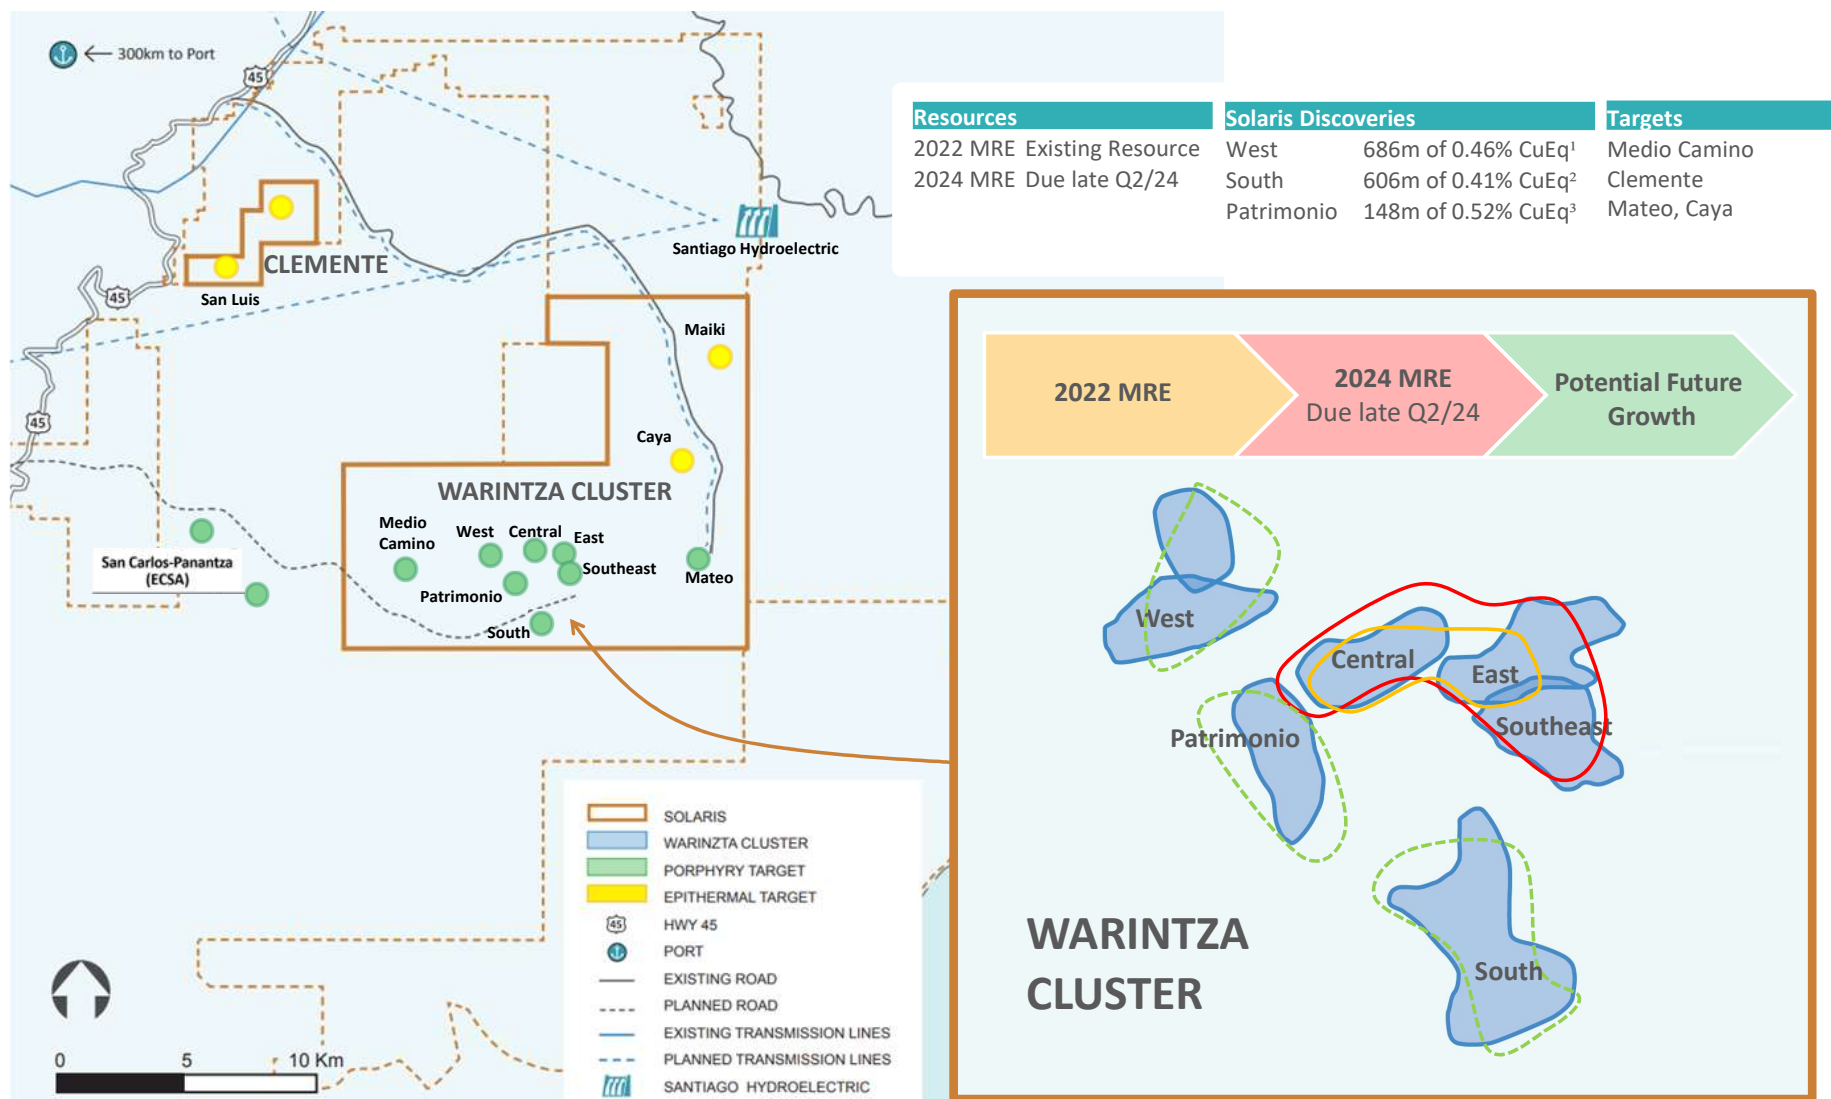 300km to Port
45
45
45
CLEMENTE
San Luis
Santiago Hydroelectric
Maiki
Caya
WARINTZA CLUSTER
Medio
Camino
West
Central
East
Southeast
Patrimonio
South
Mateo
San Carlos-Panantza
(ECSA)
Resources
2022 MRE Existing Resource
2024 MRE Due late Q2/24
Solaris Discoveries
West 686m of 0.46% CuEq¹
South 606m of 0.41% CuEq²
Patrimonio 148m of 0.52% CuEq³
Targets
Medio Camino
Clemente
Mateo, Caya
2022 MRE
2024 MRE
Due late Q2/24
Potential Future
Growth
West
Central
East
Southeast
Patrimonio
South
WARINTZA
CLUSTER
SOLARIS
WARINZTA CLUSTER
PORPHYRY TARGET
EPITHERMAL TARGET
45 HWY 45
PORT
EXISTING ROAD
PLANNED ROAD
EXISTING TRANSMISSION LINES
PLANNED TRANSMISSION LINES
SANTIAGO HYDROELECTRIC
0 5 10 Km